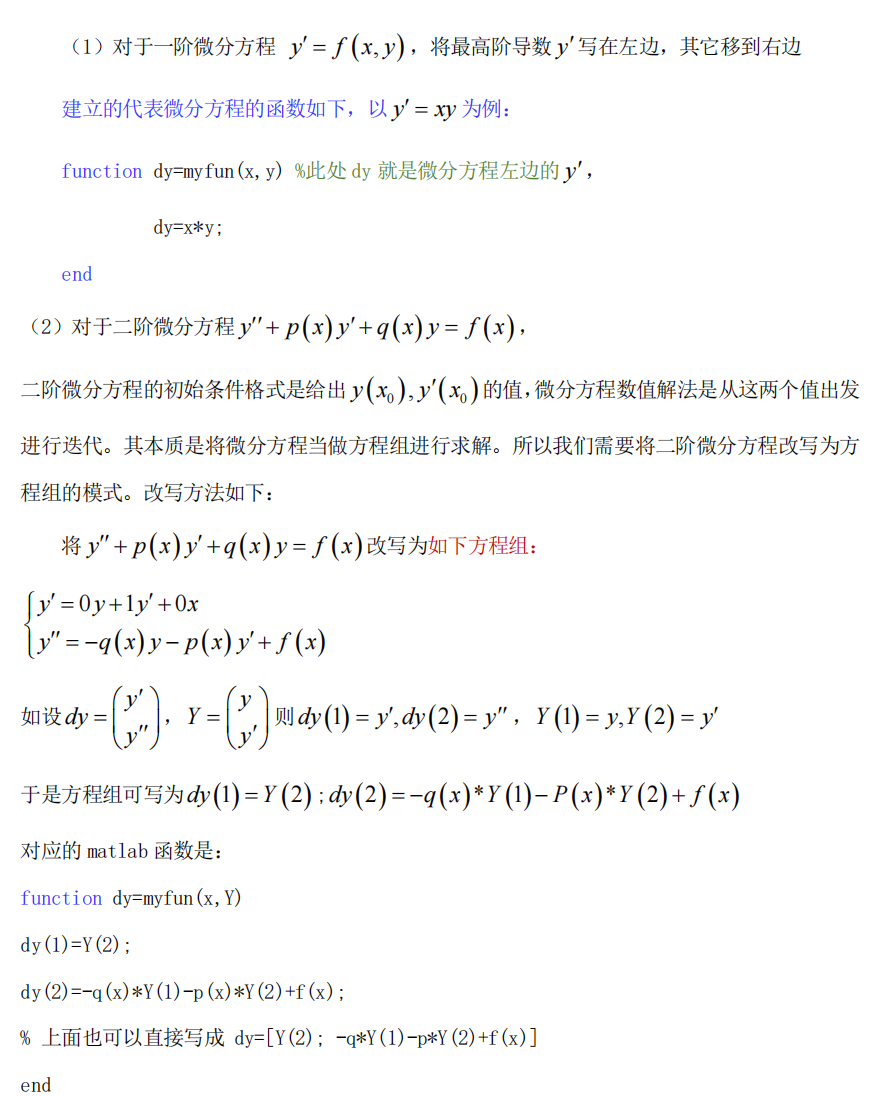 （1）对于一阶微分方程 y′ = f (x, y)，将最高阶导数 y′ 写在左边，其它移到右边
建立的代表微分方程的函数如下，以 y′ = xy 为例：
function dy=myfun(x,y) %此处 dy 就是微分方程左边的 y′，
dy=x*y;
end
（2）对于二阶微分方程 y″ + p(x) y′ + q(x) y = f (x)，
二阶微分方程的初始条件格式是给出 y(x₀), y′(x₀) 的值，微分方程数值解法是从这两个值出发
进行迭代。其本质是将微分方程当做方程组进行求解。所以我们需要将二阶微分方程改写为方
程组的模式。改写方法如下：
将 y″ + p(x) y′ + q(x) y = f (x) 改写为如下方程组：
{ y′ = 0y + 1y′ + 0x
y″ = −q(x) y − p(x) y′ + f (x)
如设 dy = (y′ y″)，Y = (y y′) 则 dy(1) = y′, dy(2) = y″，Y(1) = y, Y(2) = y′
于是方程组可写为 dy(1) = Y(2) ; dy(2) = −q(x)*Y(1) − P(x)*Y(2) + f (x)
对应的 matlab 函数是：
function dy=myfun(x,Y)
dy(1)=Y(2);
dy(2)=-q(x)*Y(1)-p(x)*Y(2)+f(x);
% 上面也可以直接写成 dy=[Y(2); -q*Y(1)-p*Y(2)+f(x)]
end